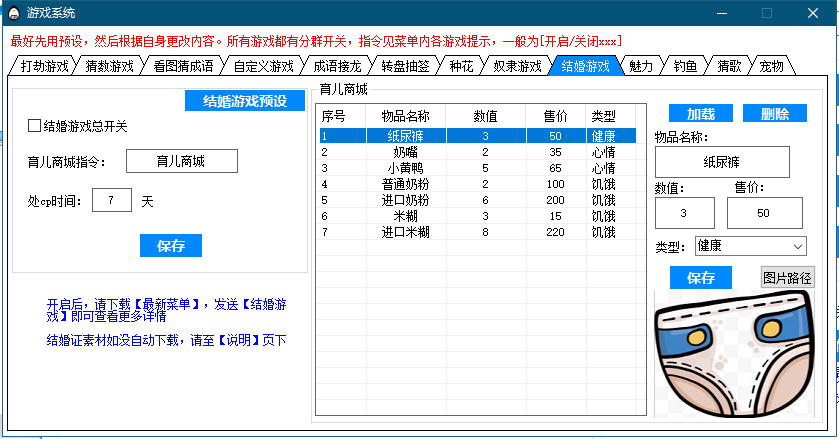 游戏系统
最好先用预设，然后根据自身更改内容。所有游戏都有分群开关，指令见菜单内各游戏提示，一般为[开启/关闭xxx]
打劫游戏 猜数游戏 看图猜成语 自定义游戏 成语接龙 转盘抽签 种花 奴隶游戏 结婚游戏 魅力 钓鱼 猜歌 宠物
结婚游戏预设
结婚游戏总开关
育儿商城指令： 育儿商城
处cp时间： 7 天
保存
开启后，请下载【最新菜单】，发送【结婚游
戏】即可查看更多详情
结婚证素材如没自动下载，请至【说明】页下
育儿商城
序号 物品名称 数值 售价 类型
1 纸尿裤 3 50 健康
2 奶嘴 2 35 心情
3 小黄鸭 5 65 心情
4 普通奶粉 2 100 饥饿
5 进口奶粉 6 200 饥饿
6 米糊 3 15 饥饿
7 进口米糊 8 220 饥饿
加载 删除
物品名称：
纸尿裤
数值： 售价：
3 50
类型： 健康
保存 图片路径